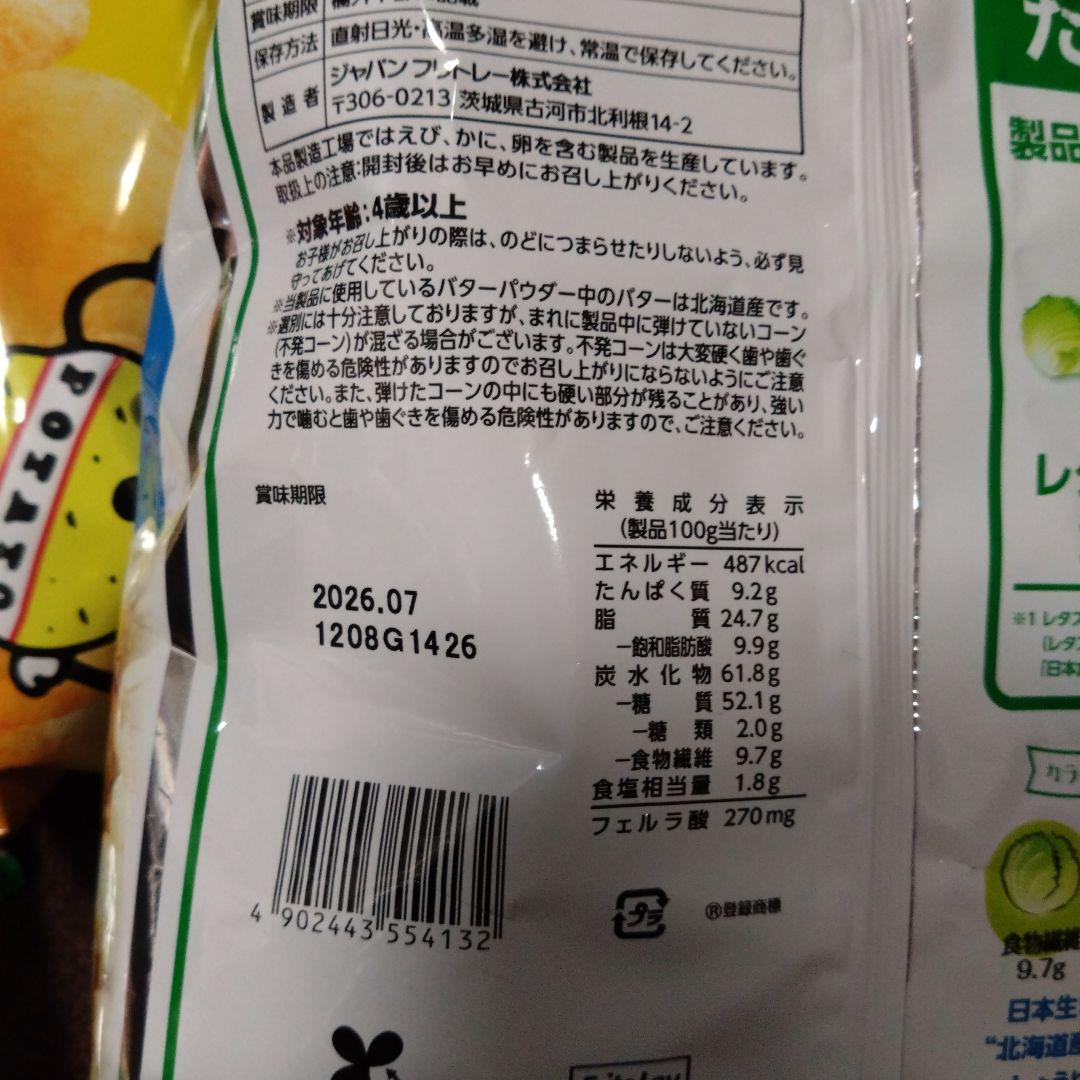 賞味期限
保存方法 直射日光・高温多湿を避け、常温で保存してください。
製造者 ジャパンフリトレー株式会社
〒306-0213 茨城県古河市北利根14-2
本品製造工場ではえび、かに、卵を含む製品を生産しています。
取扱上の注意:開封後はお早めにお召し上がりください。
※対象年齢:4歳以上
お子様がお召し上がりの際は、のどにつまらせたりしないよう、必ず見
守ってあげてください。
※当製品に使用しているバターパウダー中のバターは北海道産です。
※選別には十分注意しておりますが、まれに製品中に弾けていないコーン
(不発コーン)が混ざる場合がございます。不発コーンは大変硬く歯や歯ぐ
きを傷める危険性がありますのでお召し上がりにならないようにご注意
ください。また、弾けたコーンの中にも硬い部分が残ることがあり、強い
力で噛むと歯や歯ぐきを傷める危険性がありますので、ご注意ください。
賞味期限
2026.07
1208G1426
栄養成分表示
(製品100g当たり)
エネルギー 487kcal
たんぱく質 9.2g
脂質 24.7g
―飽和脂肪酸 9.9g
炭水化物 61.8g
―糖質 52.1g
―糖類 2.0g
―食物繊維 9.7g
食塩相当量 1.8g
フェルラ酸 270mg
4 902443 554132
プラ
®登録商標
POTATO
製品
レタ
※1 レタス
(レタス
「日本
カラ
食物繊維
9.7g
日本生
"北海道産